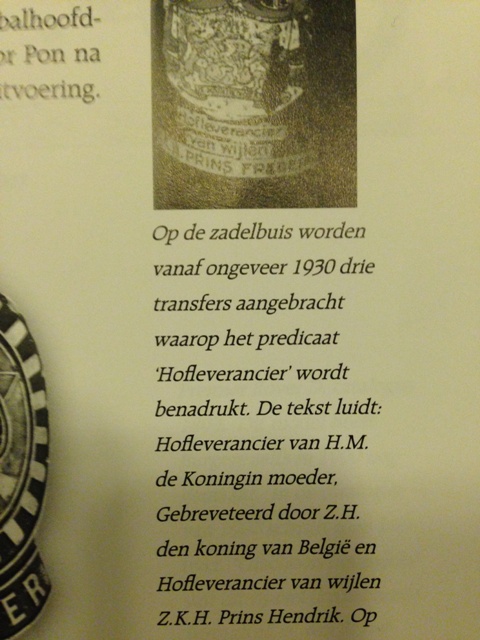 balhoofd-
or Pon na
itvoering.
Hofleverancier
van wijlen
PRINS FREDER
Op de zadelbuis worden
vanaf ongeveer 1930 drie
transfers aangebracht
waarop het predicaat
‘Hofleverancier’ wordt
benadrukt. De tekst luidt:
Hofleverancier van H.M.
de Koningin moeder,
Gebreveteerd door Z.H.
den koning van België en
Hofleverancier van wijlen
Z.K.H. Prins Hendrik. Op
ER